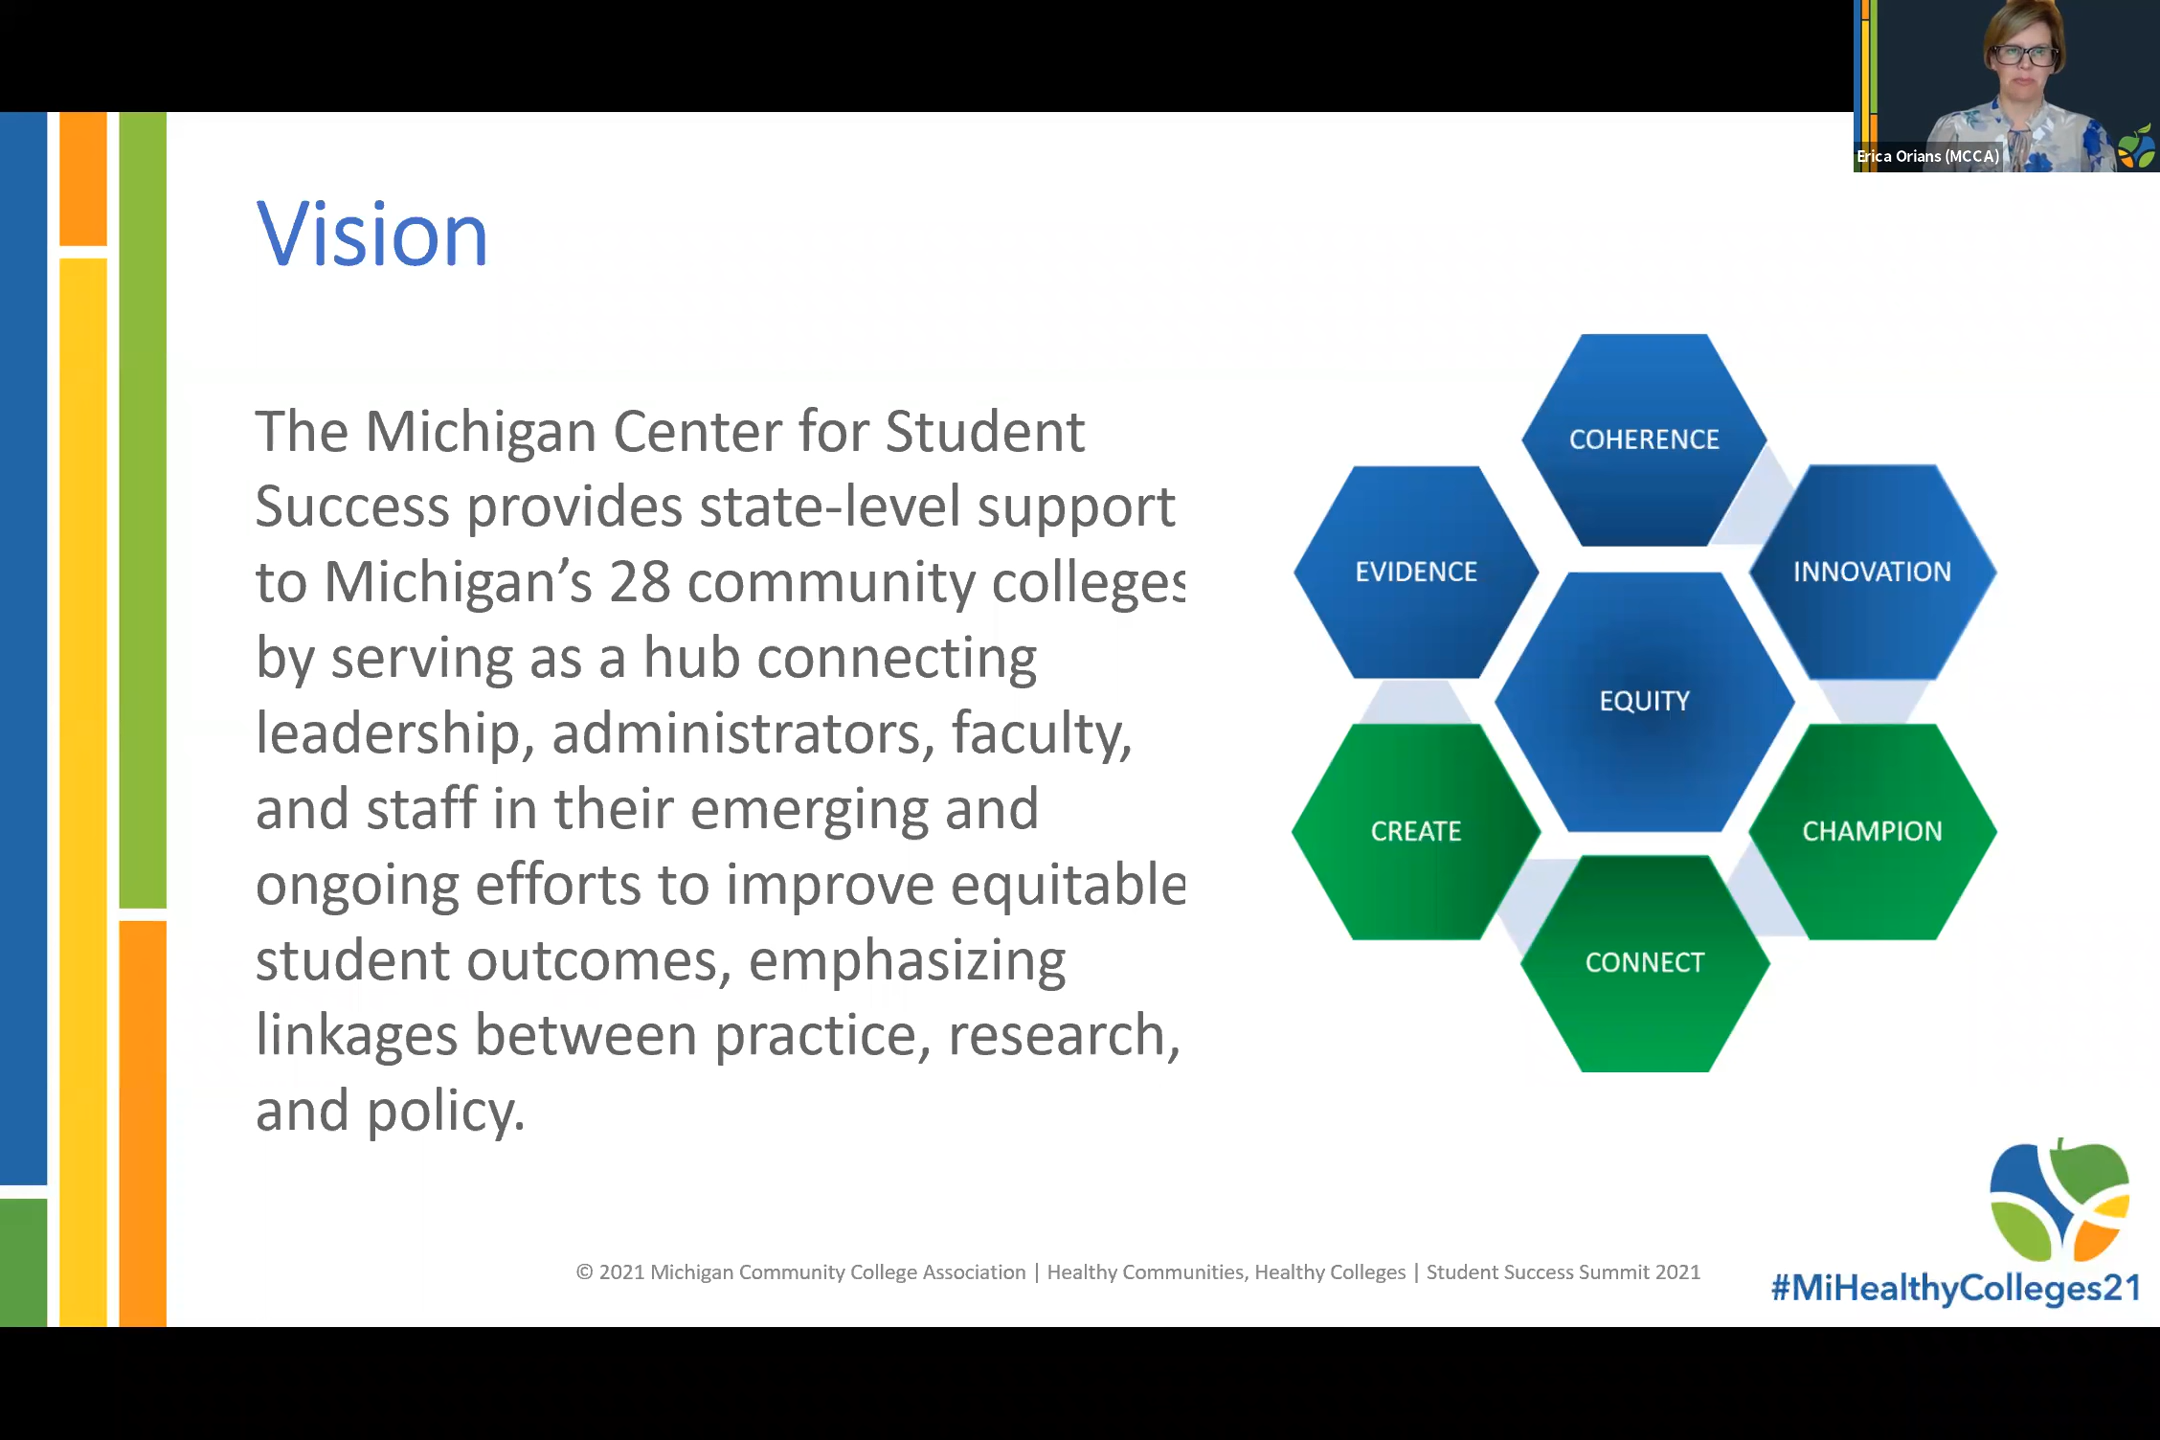 Erica Orians (MCCA)
Vision
The Michigan Center for Student
Success provides state-level support
to Michigan’s 28 community colleges
by serving as a hub connecting
leadership, administrators, faculty,
and staff in their emerging and
ongoing efforts to improve equitable
student outcomes, emphasizing
linkages between practice, research,
and policy.
COHERENCE
EVIDENCE
INNOVATION
EQUITY
CREATE
CHAMPION
CONNECT
© 2021 Michigan Community College Association | Healthy Communities, Healthy Colleges | Student Success Summit 2021
#MiHealthyColleges21